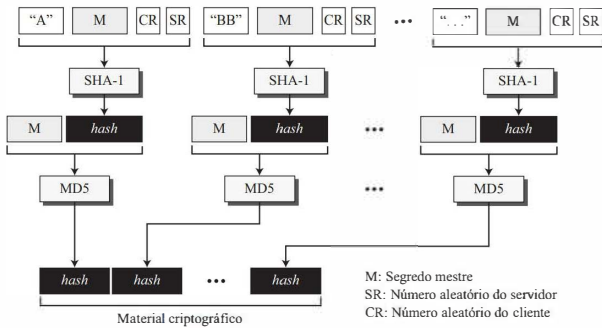 “A” M CR SR “BB” M CR SR ••• “. . .” M CR SR
SHA-1 SHA-1 SHA-1
M hash M hash ••• M hash
MD5 MD5 ••• MD5
hash hash ••• hash
Material criptográfico
M: Segredo mestre
SR: Número aleatório do servidor
CR: Número aleatório do cliente